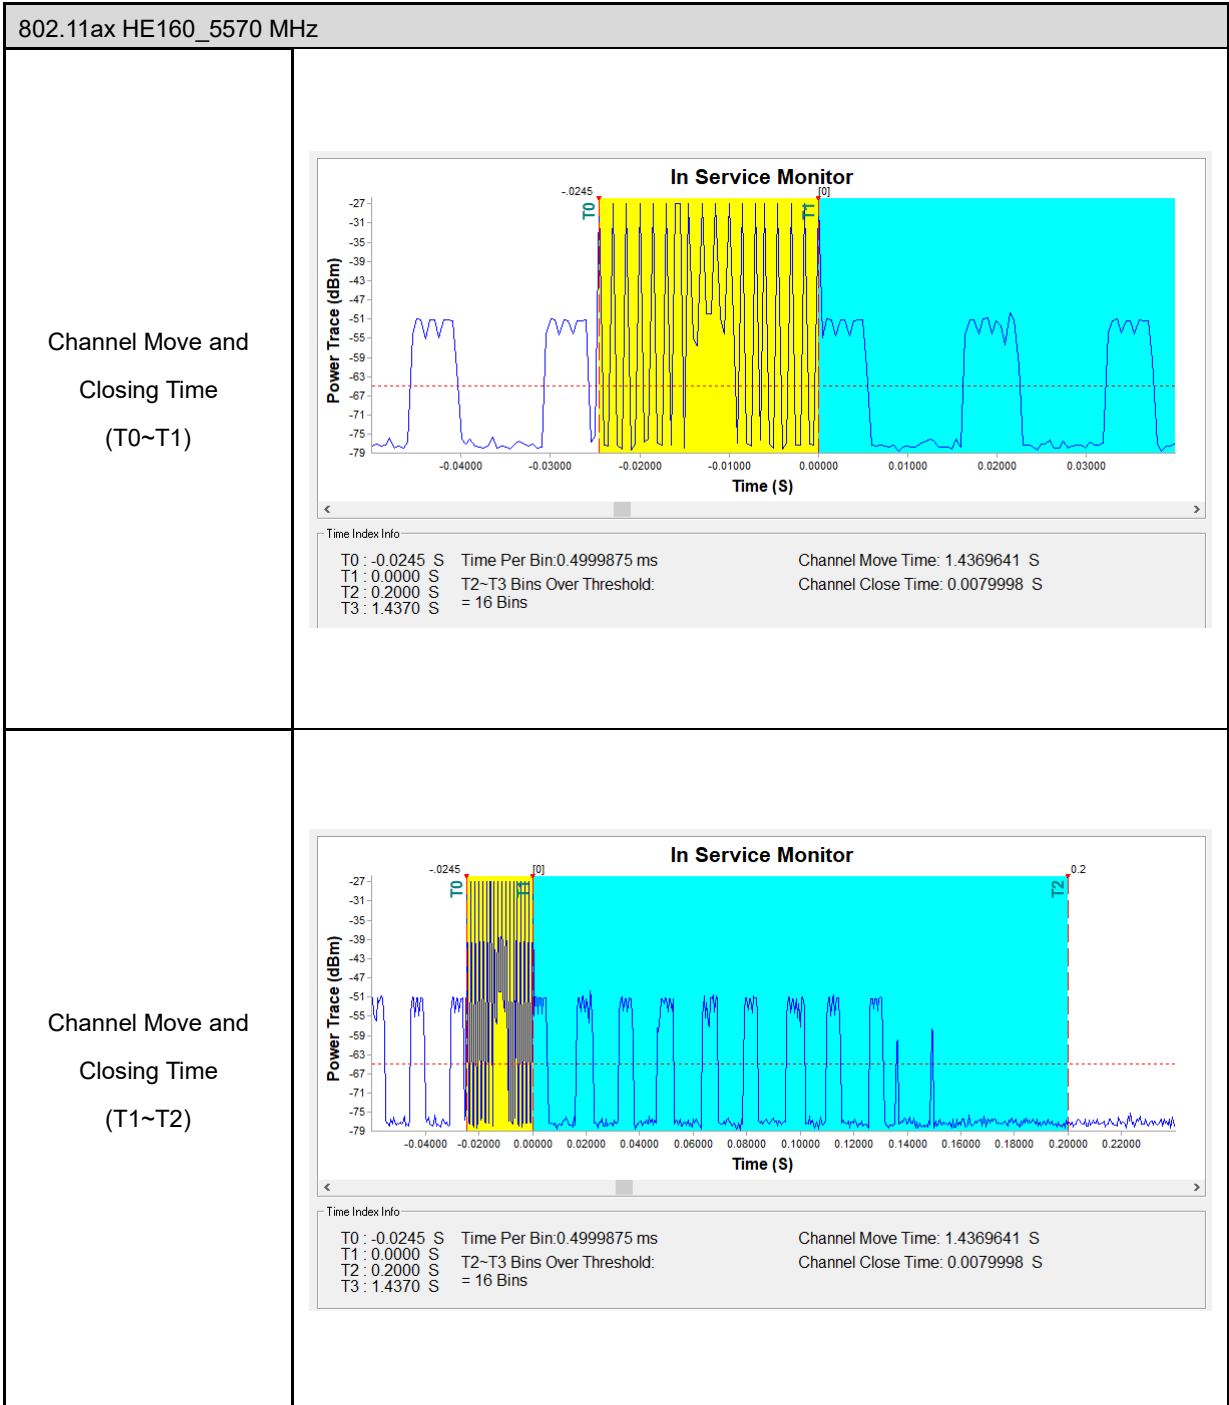 802.11ax HE160_5570 MHz
Channel Move and
Closing Time
(T0~T1)
In Service Monitor
-.0245
[0]
T0
T1
Power Trace (dBm)
-27
-31
-35
-39
-43
-47
-51
-55
-59
-63
-67
-71
-75
-79
-0.04000 -0.03000 -0.02000 -0.01000 0.00000 0.01000 0.02000 0.03000
Time (S)
Time Index Info
T0 : -0.0245 S
T1 : 0.0000 S
T2 : 0.2000 S
T3 : 1.4370 S
Time Per Bin:0.4999875 ms
T2~T3 Bins Over Threshold:
= 16 Bins
Channel Move Time: 1.4369641 S
Channel Close Time: 0.0079998 S
Channel Move and
Closing Time
(T1~T2)
In Service Monitor
-.0245
[0]
0.2
T0
T1
T2
Power Trace (dBm)
-27
-31
-35
-39
-43
-47
-51
-55
-59
-63
-67
-71
-75
-79
-0.04000 -0.02000 0.00000 0.02000 0.04000 0.06000 0.08000 0.10000 0.12000 0.14000 0.16000 0.18000 0.20000 0.22000
Time (S)
Time Index Info
T0 : -0.0245 S
T1 : 0.0000 S
T2 : 0.2000 S
T3 : 1.4370 S
Time Per Bin:0.4999875 ms
T2~T3 Bins Over Threshold:
= 16 Bins
Channel Move Time: 1.4369641 S
Channel Close Time: 0.0079998 S